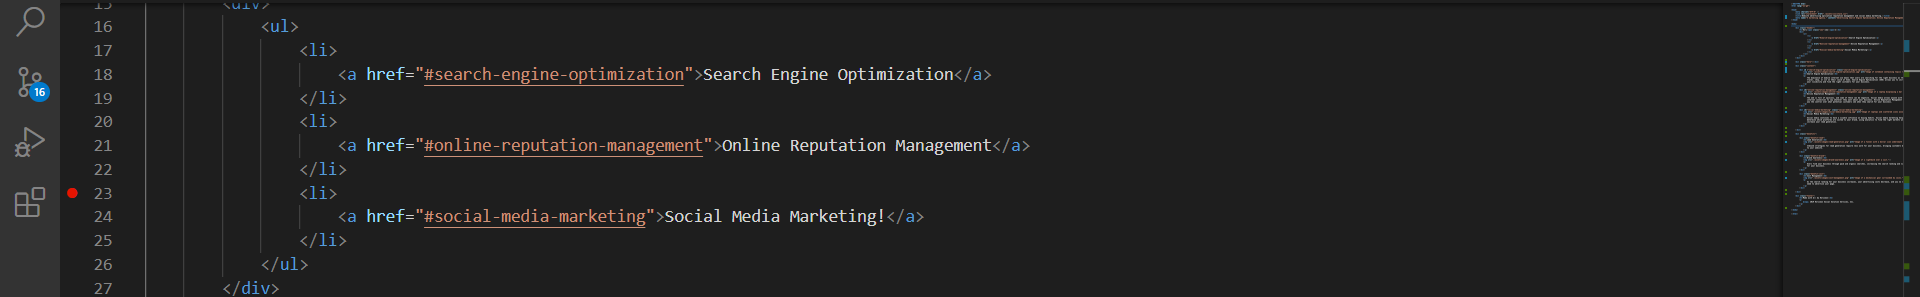 15 <div>
16 <ul>
17 <li>
18 <a href="#search-engine-optimization">Search Engine Optimization</a>
19 </li>
20 <li>
21 <a href="#online-reputation-management">Online Reputation Management</a>
22 </li>
23 <li>
24 <a href="#social-media-marketing">Social Media Marketing!</a>
25 </li>
26 </ul>
27 </div>
16